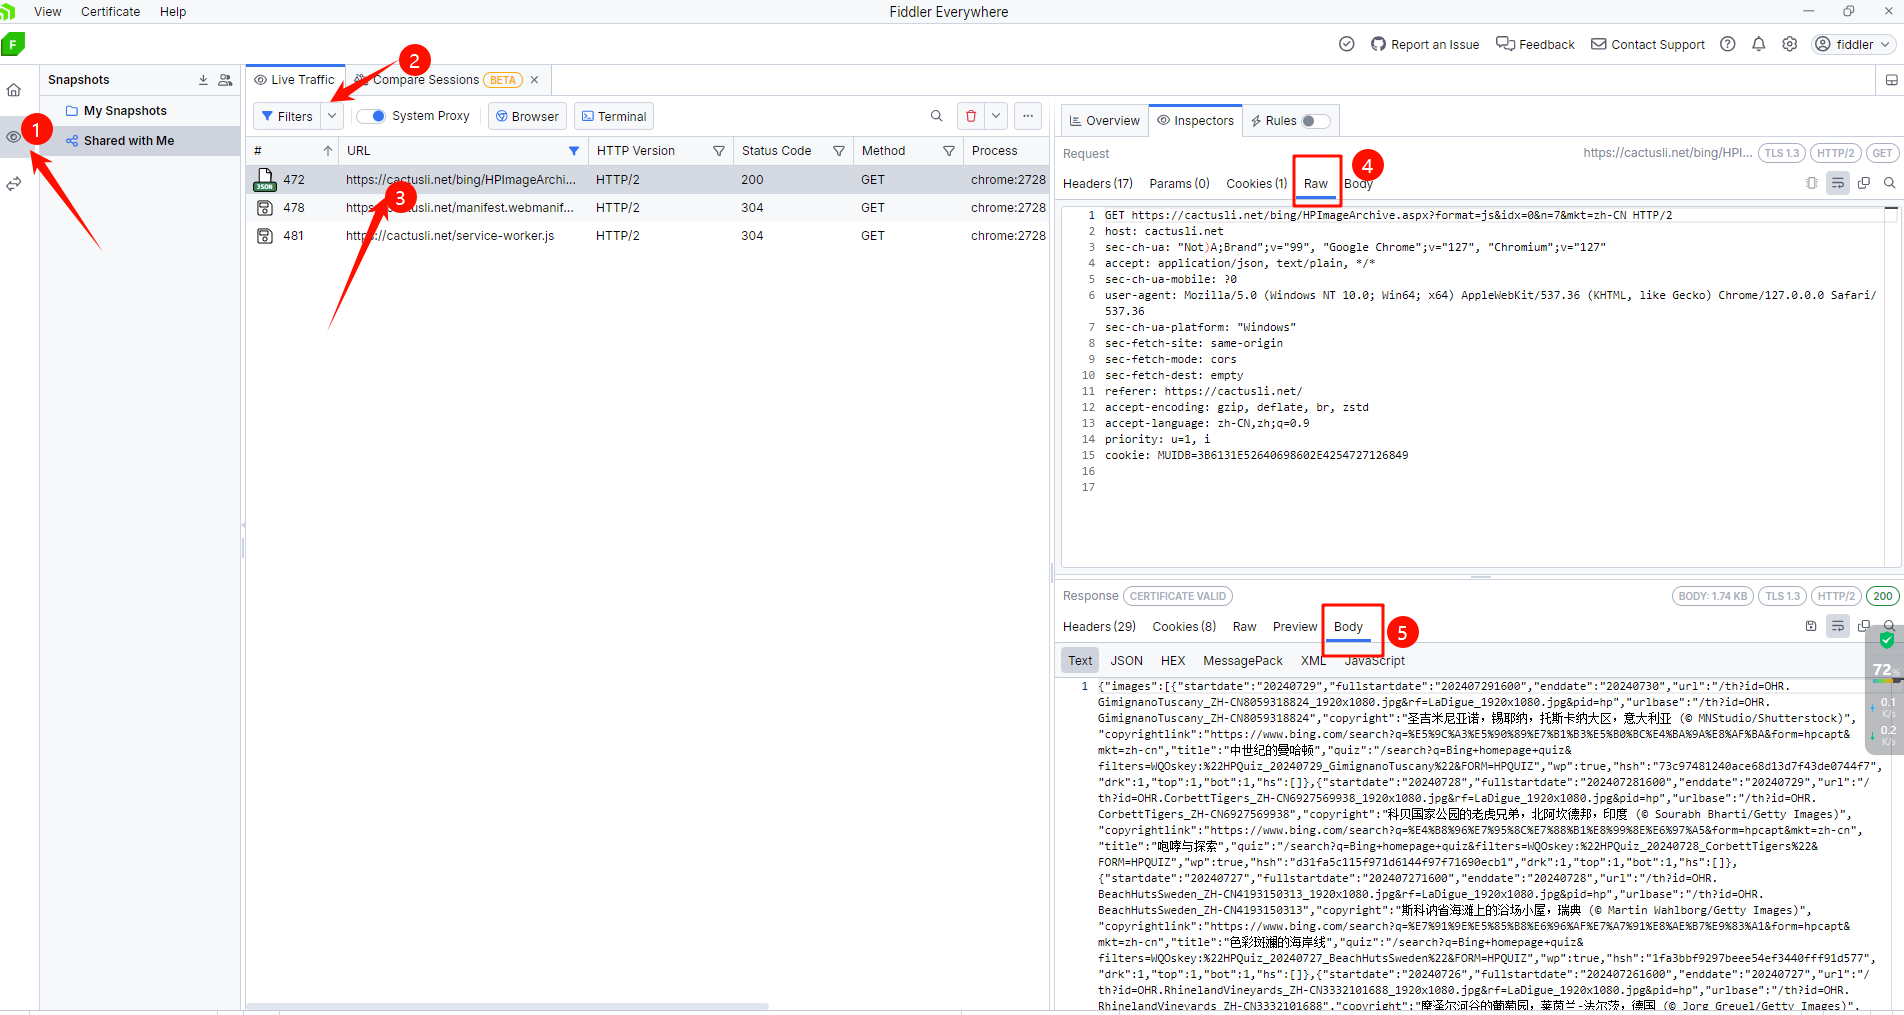 View Certificate Help
Fiddler Everywhere
F
Report an Issue Feedback Contact Support fiddler
Snapshots
My Snapshots
Shared with Me
1
2
3
4
5
Live Traffic Compare Sessions BETA
Filters System Proxy Browser Terminal
# URL HTTP Version Status Code Method Process
JSON 472 https://cactusli.net/bing/HPImageArchi... HTTP/2 200 GET chrome:2728
478 https://cactusli.net/manifest.webmanif... HTTP/2 304 GET chrome:2728
481 https://cactusli.net/service-worker.js HTTP/2 304 GET chrome:2728
Overview Inspectors Rules
Request https://cactusli.net/bing/HPI... TLS 1.3 HTTP/2 GET
Headers (17) Params (0) Cookies (1) Raw Body
1 GET https://cactusli.net/bing/HPImageArchive.aspx?format=js&idx=0&n=7&mkt=zh-CN HTTP/2
2 host: cactusli.net
3 sec-ch-ua: "Not)A;Brand";v="99", "Google Chrome";v="127", "Chromium";v="127"
4 accept: application/json, text/plain, */*
5 sec-ch-ua-mobile: ?0
6 user-agent: Mozilla/5.0 (Windows NT 10.0; Win64; x64) AppleWebKit/537.36 (KHTML, like Gecko) Chrome/127.0.0.0 Safari/
537.36
7 sec-ch-ua-platform: "Windows"
8 sec-fetch-site: same-origin
9 sec-fetch-mode: cors
10 sec-fetch-dest: empty
11 referer: https://cactusli.net/
12 accept-encoding: gzip, deflate, br, zstd
13 accept-language: zh-CN,zh;q=0.9
14 priority: u=1, i
15 cookie: MUIDB=3B6131E52640698602E4254727126849
16
17
Response CERTIFICATE VALID BODY: 1.74 KB TLS 1.3 HTTP/2 200
Headers (29) Cookies (8) Raw Preview Body
Text JSON HEX MessagePack XML JavaScript
1 {"images":[{"startdate":"20240729","fullstartdate":"202407291600","enddate":"20240730","url":"/th?id=OHR.
GimignanoTuscany_ZH-CN8059318824_1920x1080.jpg&rf=LaDigue_1920x1080.jpg&pid=hp","urlbase":"/th?id=OHR.
GimignanoTuscany_ZH-CN8059318824","copyright":"圣吉米尼亚诺，锡耶纳，托斯卡纳大区，意大利亚 (© MNStudio/Shutterstock)",
"copyrightlink":"https://www.bing.com/search?q=%E5%9C%A3%E5%90%89%E7%B1%B3%E5%B0%BC%E4%BA%9A%E8%AF%BA&form=hpcapt&
mkt=zh-cn","title":"中世纪的曼哈顿","quiz":"/search?q=Bing+homepage+quiz&
filters=WQOskey:%22HPQuiz_20240729_GimignanoTuscany%22&FORM=HPQUIZ","wp":true,"hsh":"73c97481240ace68d13d7f43de0744f7",
"drk":1,"top":1,"bot":1,"hs":[]},{"startdate":"20240728","fullstartdate":"202407281600","enddate":"20240729","url":"/
th?id=OHR.CorbettTigers_ZH-CN6927569938_1920x1080.jpg&rf=LaDigue_1920x1080.jpg&pid=hp","urlbase":"/th?id=OHR.
CorbettTigers_ZH-CN6927569938","copyright":"科贝国家公园的老虎兄弟，北阿坎德邦，印度 (© Sourabh Bharti/Getty Images)",
"copyrightlink":"https://www.bing.com/search?q=%E4%B8%96%E7%95%8C%E7%88%B1%E8%99%8E%E6%97%A5&form=hpcapt&mkt=zh-cn",
"title":"咆哮与探索","quiz":"/search?q=Bing+homepage+quiz&filters=WQOskey:%22HPQuiz_20240728_CorbettTigers%22&
FORM=HPQUIZ","wp":true,"hsh":"d31fa5c115f971d6144f97f71690ecb1","drk":1,"top":1,"bot":1,"hs":[]},
{"startdate":"20240727","fullstartdate":"202407271600","enddate":"20240728","url":"/th?id=OHR.
BeachHutsSweden_ZH-CN4193150313_1920x1080.jpg&rf=LaDigue_1920x1080.jpg&pid=hp","urlbase":"/th?id=OHR.
BeachHutsSweden_ZH-CN4193150313","copyright":"斯科讷省海滩上的浴场小屋，瑞典 (© Martin Wahlborg/Getty Images)",
"copyrightlink":"https://www.bing.com/search?q=%E7%91%9E%E5%85%B8%E6%96%AF%E7%A7%91%E8%AE%B7%E9%83%A1&form=hpcapt&
mkt=zh-cn","title":"色彩斑斓的海岸线","quiz":"/search?q=Bing+homepage+quiz&
filters=WQOskey:%22HPQuiz_20240727_BeachHutsSweden%22&FORM=HPQUIZ","wp":true,"hsh":"1fa3bbf9297beee54ef3440fff91d577",
"drk":1,"top":1,"bot":1,"hs":[]},{"startdate":"20240726","fullstartdate":"202407261600","enddate":"20240727","url":"/
th?id=OHR.RhinelandVineyards_ZH-CN3332101688_1920x1080.jpg&rf=LaDigue_1920x1080.jpg&pid=hp","urlbase":"/th?id=OHR.
RhinelandVineyards_ZH-CN3332101688","copyright":"摩泽尔河谷的葡萄园，莱茵兰-法尔茨，德国 (© Jorg Greuel/Getty Images)",
72%
0.1
K/s
0.2
K/s